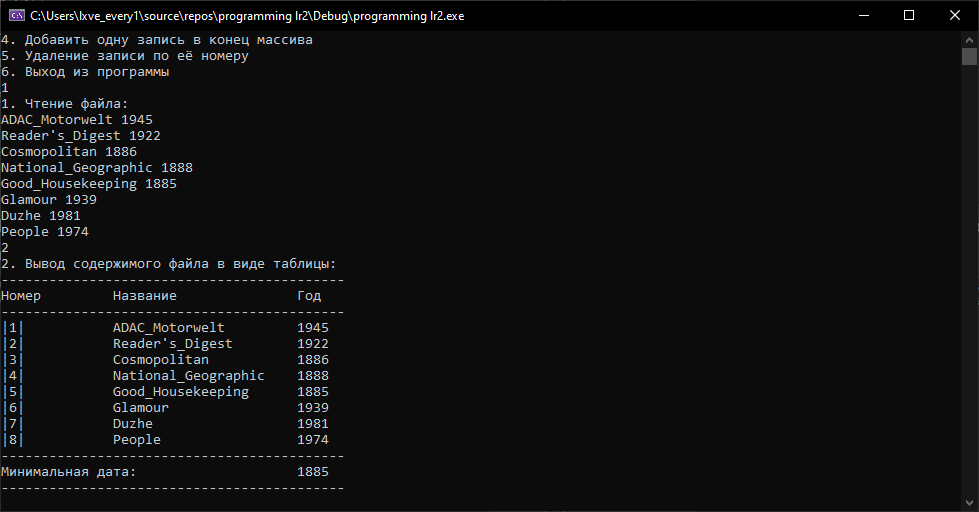 C:\Users\lxve_every1\source\repos\programming lr2\Debug\programming lr2.exe
4. Добавить одну запись в конец массива
5. Удаление записи по её номеру
6. Выход из программы
1
1. Чтение файла:
ADAC_Motorwelt 1945
Reader's_Digest 1922
Cosmopolitan 1886
National_Geographic 1888
Good_Housekeeping 1885
Glamour 1939
Duzhe 1981
People 1974
2
2. Вывод содержимого файла в виде таблицы:
-------------------------------------------
Номер Название Год
-------------------------------------------
|1| ADAC_Motorwelt 1945
|2| Reader's_Digest 1922
|3| Cosmopolitan 1886
|4| National_Geographic 1888
|5| Good_Housekeeping 1885
|6| Glamour 1939
|7| Duzhe 1981
|8| People 1974
-------------------------------------------
Минимальная дата: 1885
-------------------------------------------